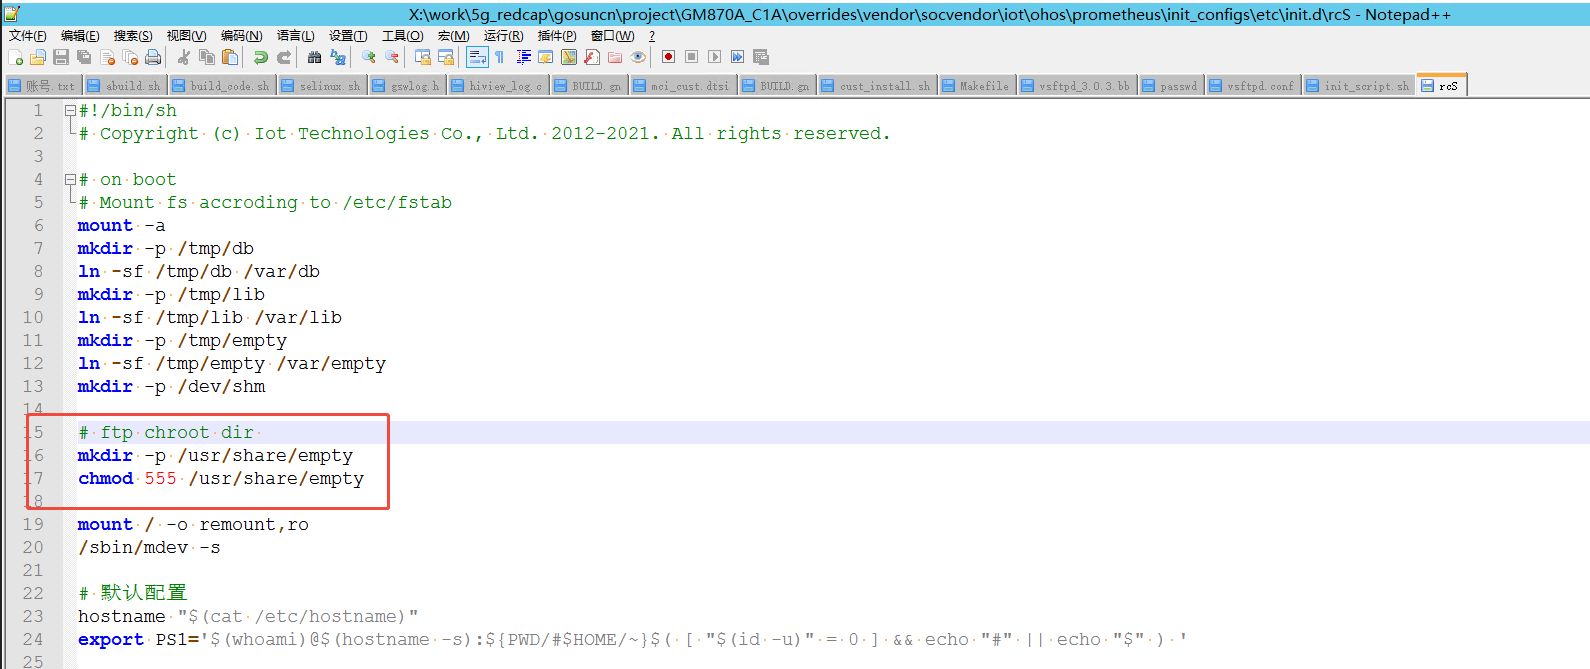 X:\work\5g_redcap\gosuncn\project\GM870A_C1A\overrides\vendor\socvendor\iot\ohos\prometheus\init_configs\etc\init.d\rcS - Notepad++
文件(F) 编辑(E) 搜索(S) 视图(V) 编码(N) 语言(L) 设置(T) 工具(O) 宏(M) 运行(R) 插件(P) 窗口(W) ?
账号.txt abuild.sh build_code.sh selinux.sh gswlog.h hiview_log.c BUILD.gn mci_cust.dtsi BUILD.gn cust_install.sh Makefile vsftpd_3.0.3.bb passwd vsftpd.conf init_script.sh rcS
1 #!/bin/sh
2 # Copyright (c) Iot Technologies Co., Ltd. 2012-2021. All rights reserved.
3
4 # on boot
5 # Mount fs accroding to /etc/fstab
6 mount -a
7 mkdir -p /tmp/db
8 ln -sf /tmp/db /var/db
9 mkdir -p /tmp/lib
10 ln -sf /tmp/lib /var/lib
11 mkdir -p /tmp/empty
12 ln -sf /tmp/empty /var/empty
13 mkdir -p /dev/shm
14
15 # ftp chroot dir
16 mkdir -p /usr/share/empty
17 chmod 555 /usr/share/empty
18
19 mount / -o remount,ro
20 /sbin/mdev -s
21
22 # 默认配置
23 hostname "$(cat /etc/hostname)"
24 export PS1='$(whoami)@$(hostname -s):${PWD/#$HOME/~}$( [ "$(id -u)" = 0 ] && echo "#" || echo "$" ) '
25